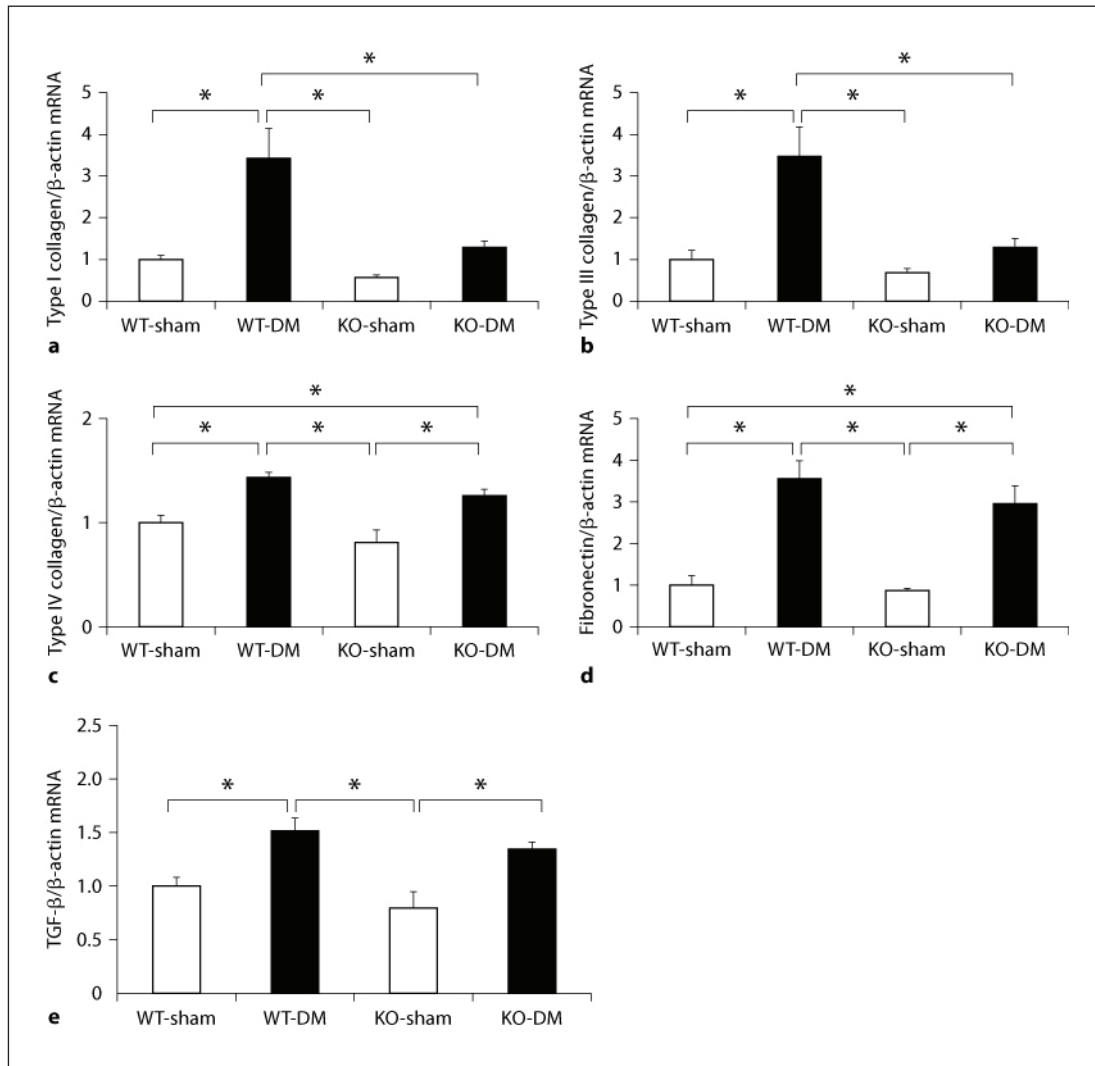 *
* *
Type I collagen/β-actin mRNA
5
4
3
2
1
0
WT-sham WT-DM KO-sham KO-DM
a
*
* *
Type III collagen/β-actin mRNA
5
4
3
2
1
0
WT-sham WT-DM KO-sham KO-DM
b
*
* * *
Type IV collagen/β-actin mRNA
2
1
0
WT-sham WT-DM KO-sham KO-DM
c
*
* * *
Fibronectin/β-actin mRNA
5
4
3
2
1
0
WT-sham WT-DM KO-sham KO-DM
d
* * *
TGF-β/β-actin mRNA
2.5
2.0
1.5
1.0
0.5
0
WT-sham WT-DM KO-sham KO-DM
e